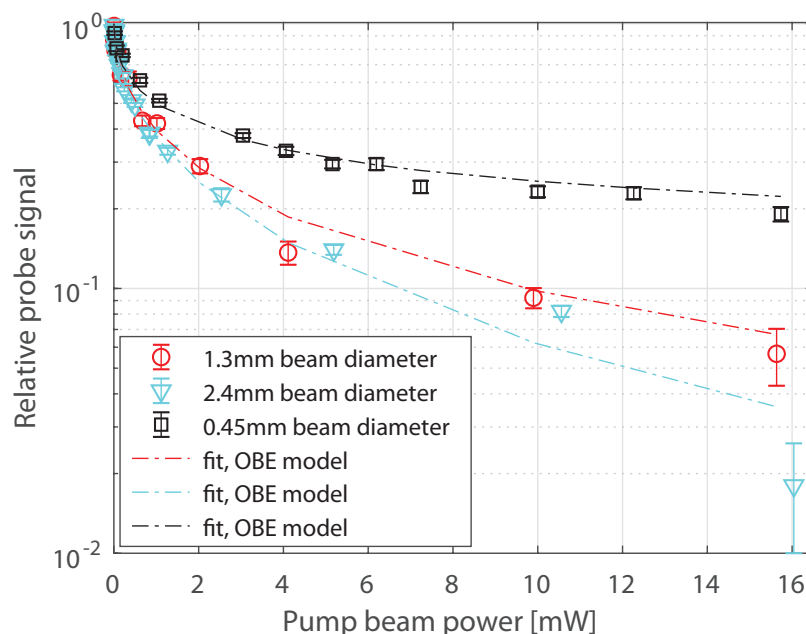 10^0
10^-1
10^-2
Relative probe signal
1.3mm beam diameter
2.4mm beam diameter
0.45mm beam diameter
fit, OBE model
fit, OBE model
fit, OBE model
0 2 4 6 8 10 12 14 16
Pump beam power [mW]